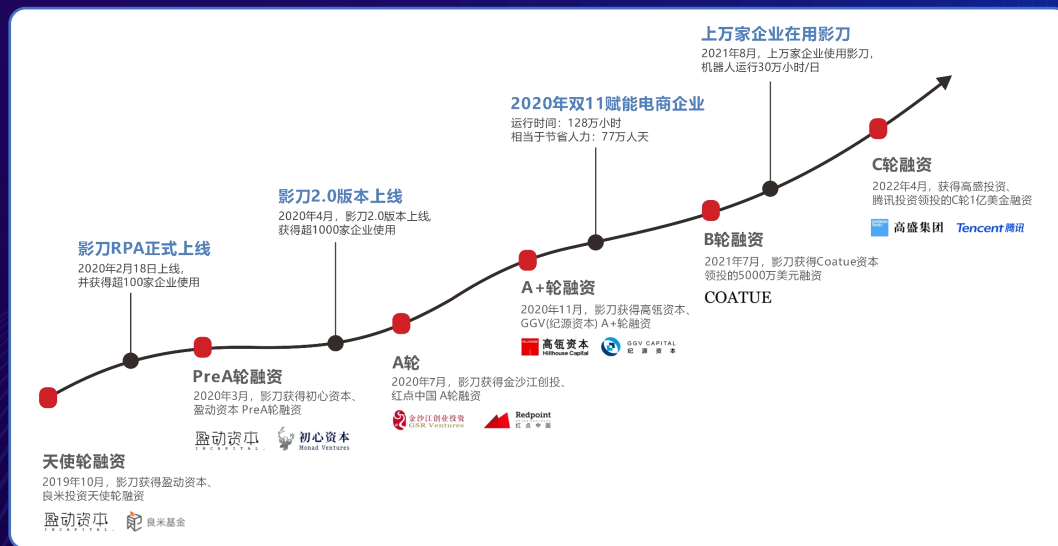 上万家企业在用影刀
2021年8月，上万家企业使用影刀，
机器人运行30万小时/日
2020年双11赋能电商企业
运行时间：128万小时
相当于节省人力：77万人天
C轮融资
2022年4月，获得高盛投资、
腾讯投资领投的C轮1亿美金融资
高盛集团
Tencent 腾讯
影刀2.0版本上线
2020年4月，影刀2.0版本上线，
获得超1000家企业使用
B轮融资
2021年7月，影刀获得Coatue资本
领投的5000万美元融资
COATUE
影刀RPA正式上线
2020年2月18日上线，
并获得超100家企业使用
A+轮融资
2020年11月，影刀获得高瓴资本、
GGV(纪源资本) A+轮融资
高瓴资本
Hillhouse Capital
GGV CAPITAL
纪源资本
A轮
2020年7月，影刀获得金沙江创投、
红点中国 A轮融资
金沙江创业投资
GSR Ventures
Redpoint
红点中国
PreA轮融资
2020年3月，影刀获得初心资本、
盈动资本 PreA轮融资
盈动资本
INCAPITAL
初心资本
Monad Ventures
天使轮融资
2019年10月，影刀获得盈动资本、
良米投资天使轮融资
盈动资本
INCAPITAL
良米基金